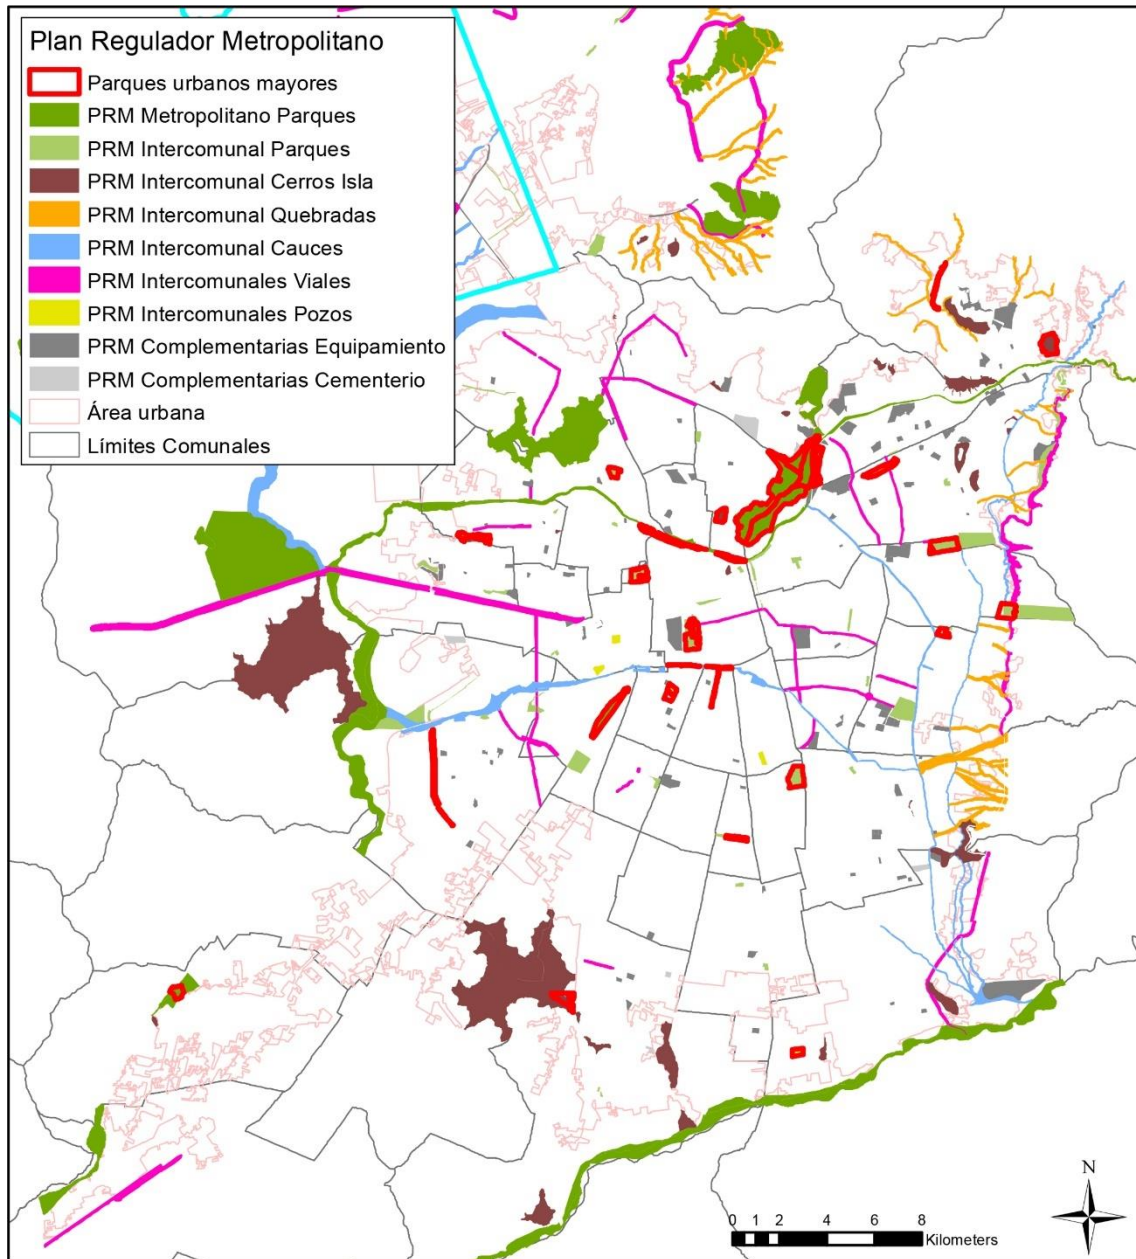 Plan Regulador Metropolitano
Parques urbanos mayores
PRM Metropolitano Parques
PRM Intercomunal Parques
PRM Intercomunal Cerros Isla
PRM Intercomunal Quebradas
PRM Intercomunal Cauces
PRM Intercomunales Viales
PRM Intercomunales Pozos
PRM Complementarias Equipamiento
PRM Complementarias Cementerio
Área urbana
Límites Comunales
N
0 1 2 4 6 8
Kilometers